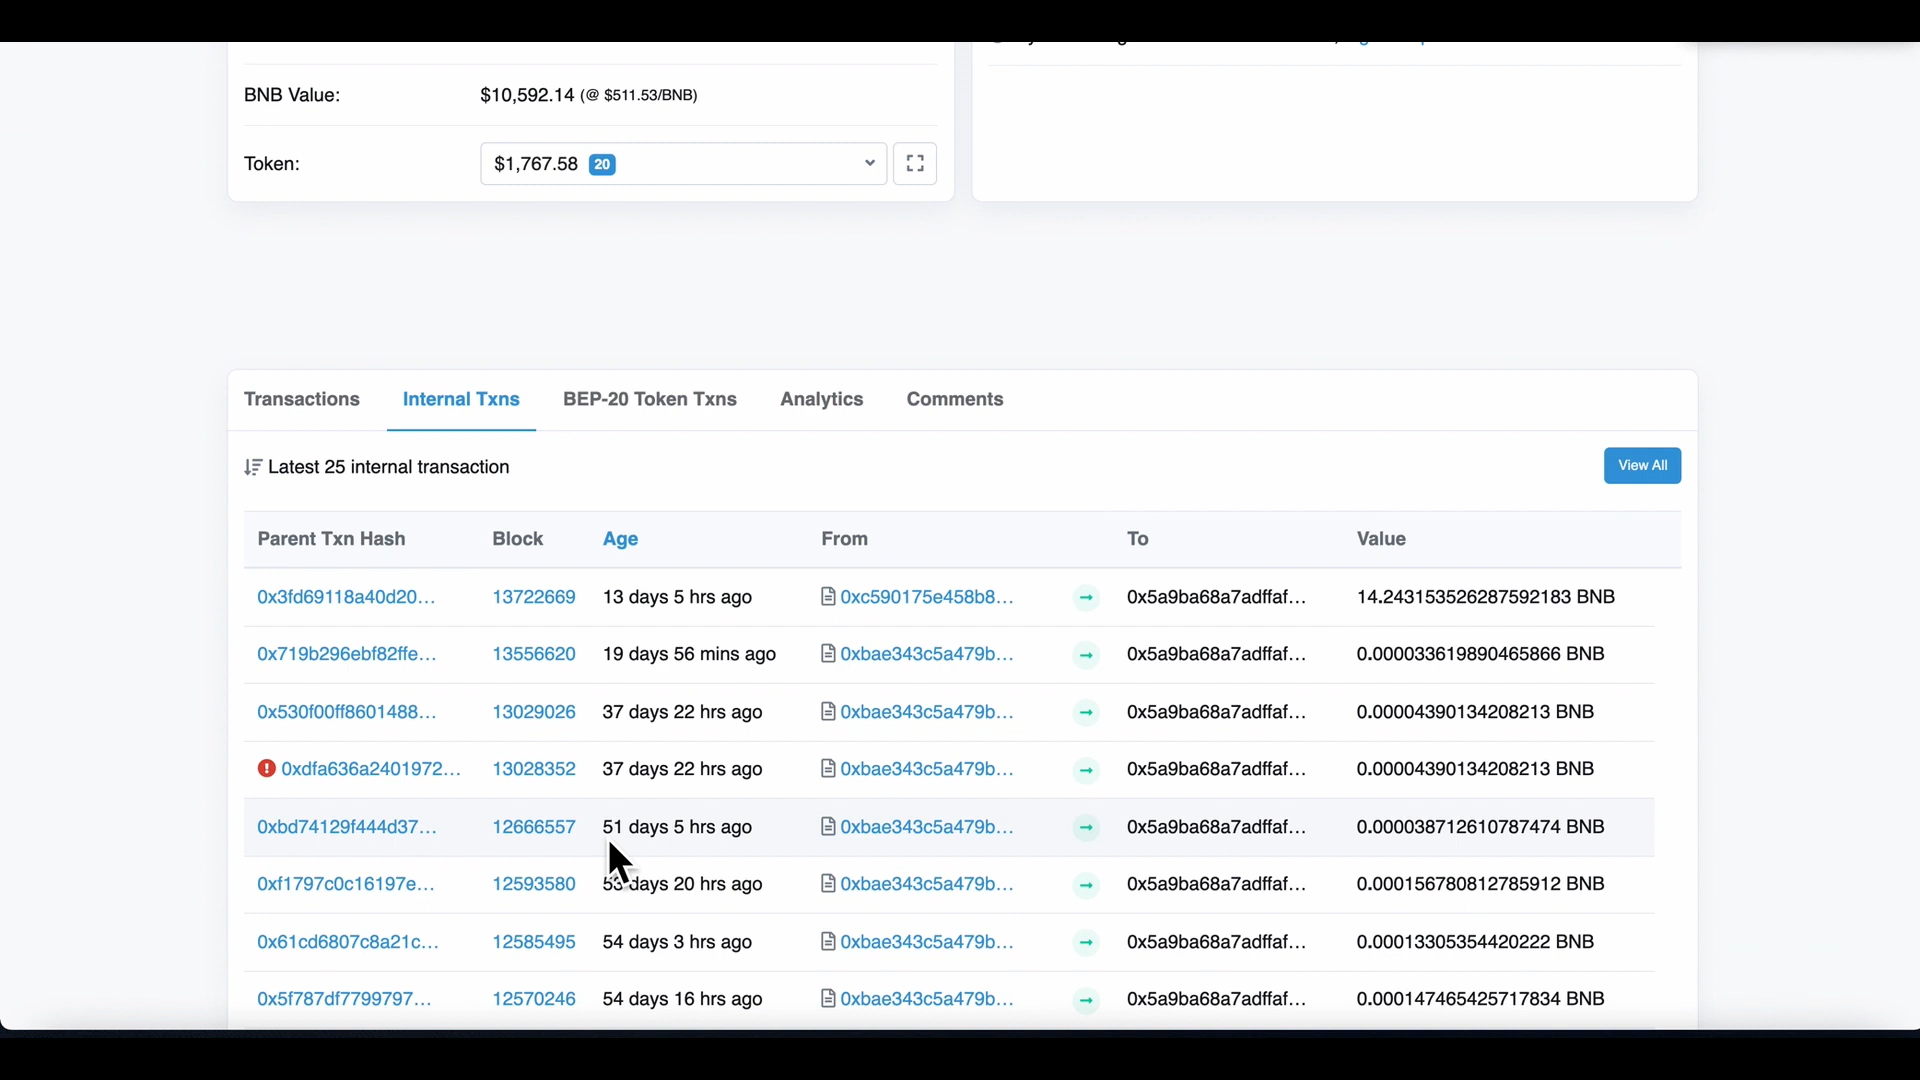 BNB Value: $10,592.14 (@ $511.53/BNB)
Token: $1,767.58 20
Transactions Internal Txns BEP-20 Token Txns Analytics Comments
Latest 25 internal transaction View All
Parent Txn Hash Block Age From To Value
0x3fd69118a40d20... 13722669 13 days 5 hrs ago 0xc590175e458b8... 0x5a9ba68a7adffaf... 14.243153526287592183 BNB
0x719b296ebf82ffe... 13556620 19 days 56 mins ago 0xbae343c5a479b... 0x5a9ba68a7adffaf... 0.000033619890465866 BNB
0x530f00ff8601488... 13029026 37 days 22 hrs ago 0xbae343c5a479b... 0x5a9ba68a7adffaf... 0.00004390134208213 BNB
0xdfa636a2401972... 13028352 37 days 22 hrs ago 0xbae343c5a479b... 0x5a9ba68a7adffaf... 0.00004390134208213 BNB
0xbd74129f444d37... 12666557 51 days 5 hrs ago 0xbae343c5a479b... 0x5a9ba68a7adffaf... 0.000038712610787474 BNB
0xf1797c0c16197e... 12593580 53 days 20 hrs ago 0xbae343c5a479b... 0x5a9ba68a7adffaf... 0.000156780812785912 BNB
0x61cd6807c8a21c... 12585495 54 days 3 hrs ago 0xbae343c5a479b... 0x5a9ba68a7adffaf... 0.00013305354420222 BNB
0x5f787df7799797... 12570246 54 days 16 hrs ago 0xbae343c5a479b... 0x5a9ba68a7adffaf... 0.000147465425717834 BNB